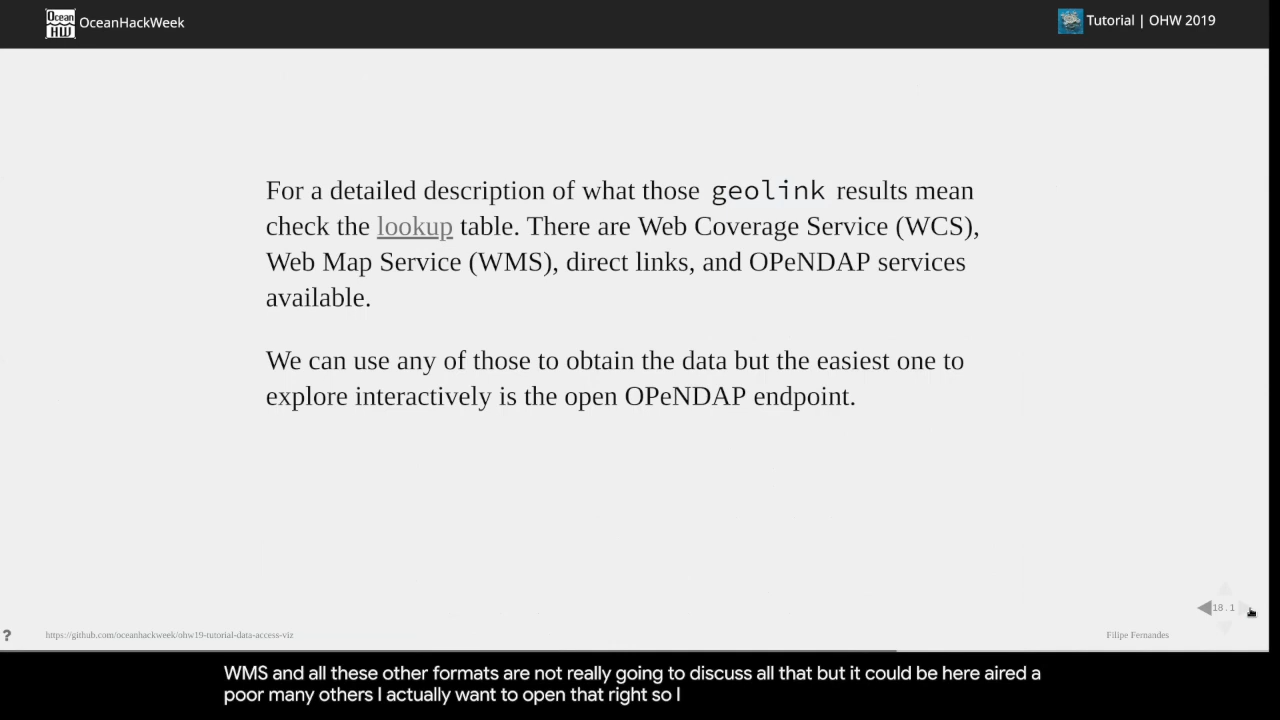 Ocean
HW
OceanHackWeek
Tutorial | OHW 2019
For a detailed description of what those geolink results mean
check the lookup table. There are Web Coverage Service (WCS),
Web Map Service (WMS), direct links, and OPeNDAP services
available.
We can use any of those to obtain the data but the easiest one to
explore interactively is the open OPeNDAP endpoint.
18.1
?
https://github.com/oceanhackweek/ohw19-tutorial-data-access-viz
Filipe Fernandes
WMS and all these other formats are not really going to discuss all that but it could be here aired a
poor many others I actually want to open that right so I